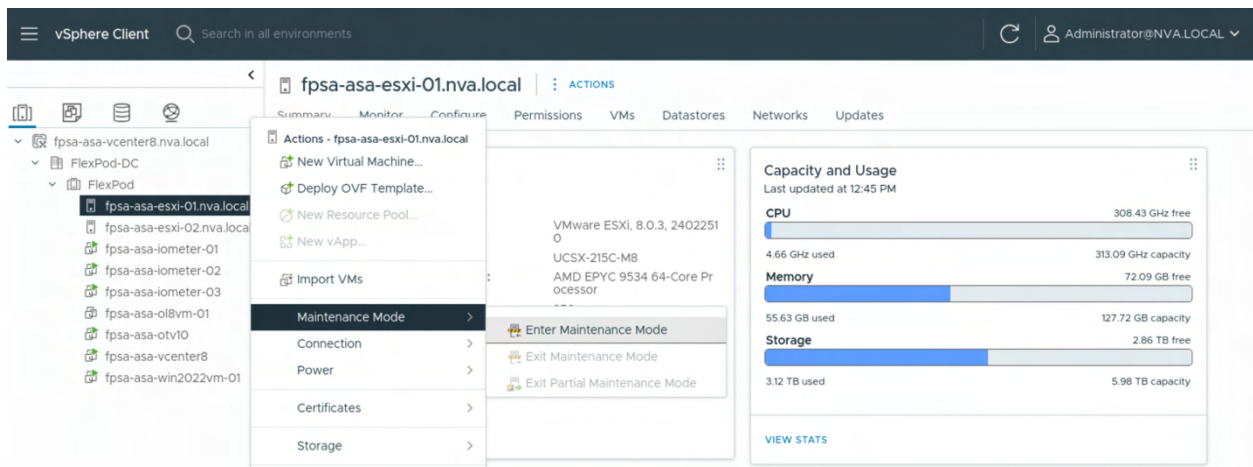 vSphere Client
Search in all environments
Administrator@NVA.LOCAL
fpsa-asa-esxi-01.nva.local
ACTIONS
Summary Monitor Configure Permissions VMs Datastores Networks Updates
fpsa-asa-vcenter8.nva.local
FlexPod-DC
FlexPod
fpsa-asa-esxi-01.nva.local
fpsa-asa-esxi-02.nva.loca
fpsa-asa-iometer-01
fpsa-asa-iometer-02
fpsa-asa-iometer-03
fpsa-asa-ol8vm-01
fpsa-asa-otv10
fpsa-asa-vcenter8
fpsa-asa-win2022vm-01
Actions - fpsa-asa-esxi-01.nva.local
New Virtual Machine...
Deploy OVF Template...
New Resource Pool...
New vApp...
Import VMs
Maintenance Mode
Connection
Power
Certificates
Storage
Enter Maintenance Mode
Exit Maintenance Mode
Exit Partial Maintenance Mode
VMware ESXi, 8.0.3, 2402251
0
UCSX-215C-M8
AMD EPYC 9534 64-Core Pr
ocessor
Capacity and Usage
Last updated at 12:45 PM
CPU
308.43 GHz free
4.66 GHz used
313.09 GHz capacity
Memory
72.09 GB free
55.63 GB used
127.72 GB capacity
Storage
2.86 TB free
3.12 TB used
5.98 TB capacity
VIEW STATS